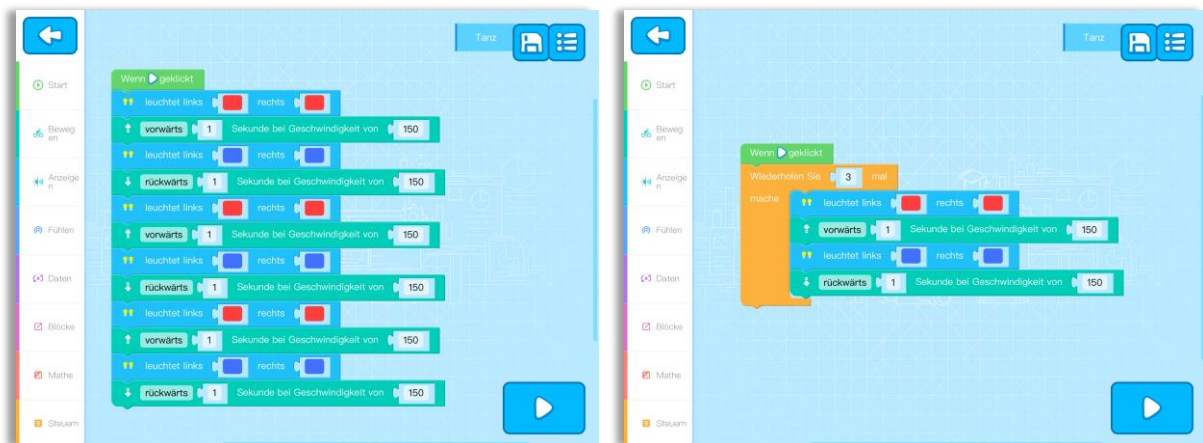 Tanz
Start
Bewegen
Anzeigen
Fühlen
Daten
Blöcke
Mathe
Steuern
Wenn geklickt
leuchtet links rechts
vorwärts 1 Sekunde bei Geschwindigkeit von 150
leuchtet links rechts
rückwärts 1 Sekunde bei Geschwindigkeit von 150
leuchtet links rechts
vorwärts 1 Sekunde bei Geschwindigkeit von 150
leuchtet links rechts
rückwärts 1 Sekunde bei Geschwindigkeit von 150
leuchtet links rechts
vorwärts 1 Sekunde bei Geschwindigkeit von 150
leuchtet links rechts
rückwärts 1 Sekunde bei Geschwindigkeit von 150
Tanz
Start
Bewegen
Anzeigen
Fühlen
Daten
Blöcke
Mathe
Steuern
Wenn geklickt
Wiederholen Sie 3 mal
mache
leuchtet links rechts
vorwärts 1 Sekunde bei Geschwindigkeit von 150
leuchtet links rechts
rückwärts 1 Sekunde bei Geschwindigkeit von 150